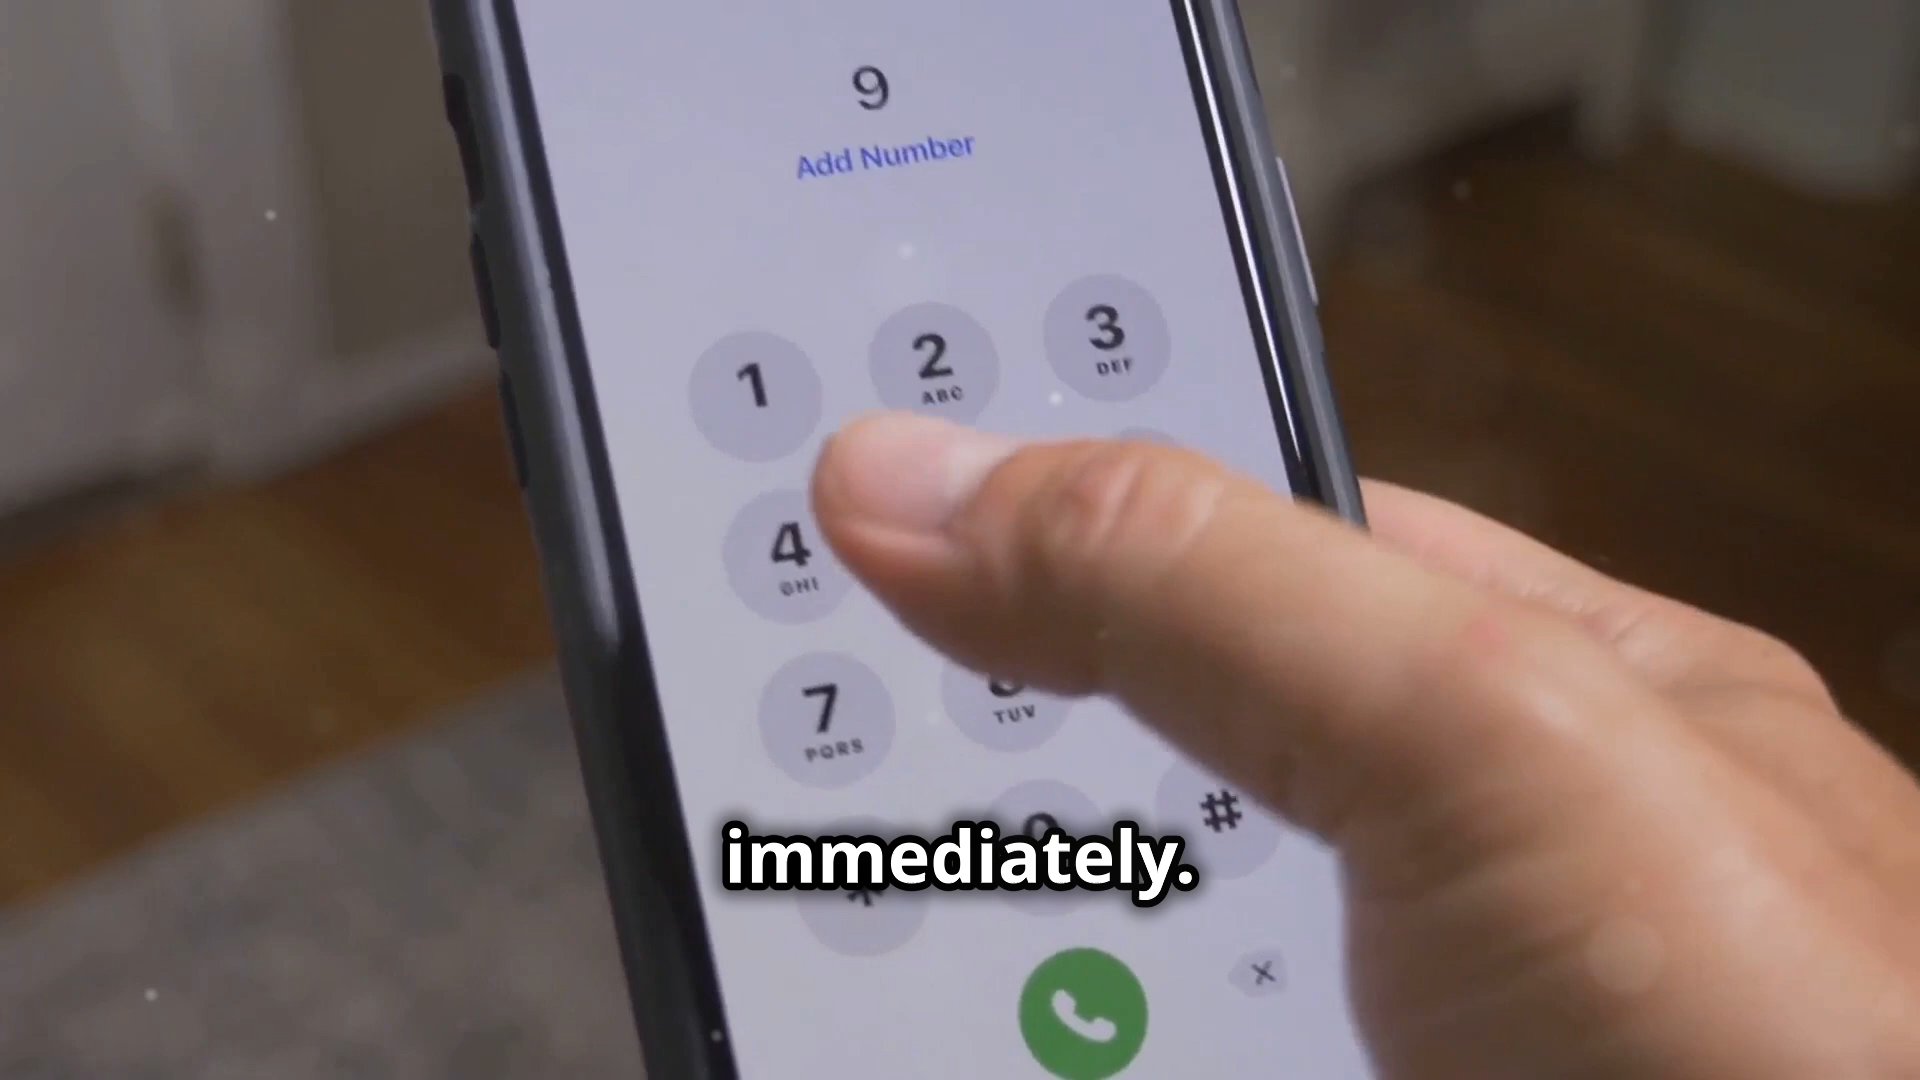 9
Add Number
1
2
ABC
3
DEF
4
GHI
7
PQRS
TUV
#
immediately.